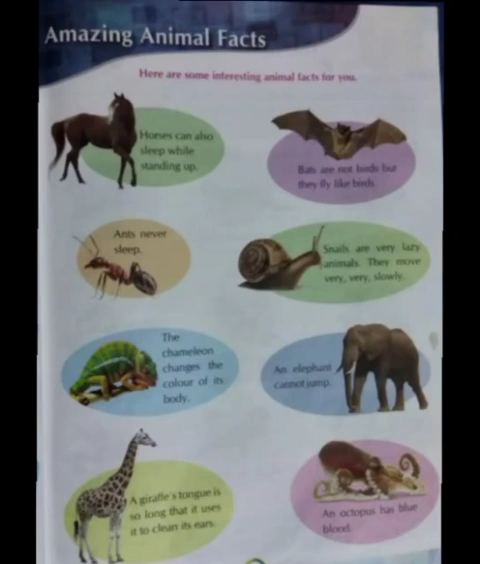 Amazing Animal Facts
Here are some interesting animal facts for you.
Horses can also
sleep while
standing up.
Bats are not birds but
they fly like birds.
Ants never
sleep.
Snails are very lazy
animals. They move
very, very, slowly.
The
chameleon
changes the
colour of its
body.
An elephant
cannot jump.
A giraffe's tongue is
so long that it uses
it to clean its ears.
An octopus has blue
blood.